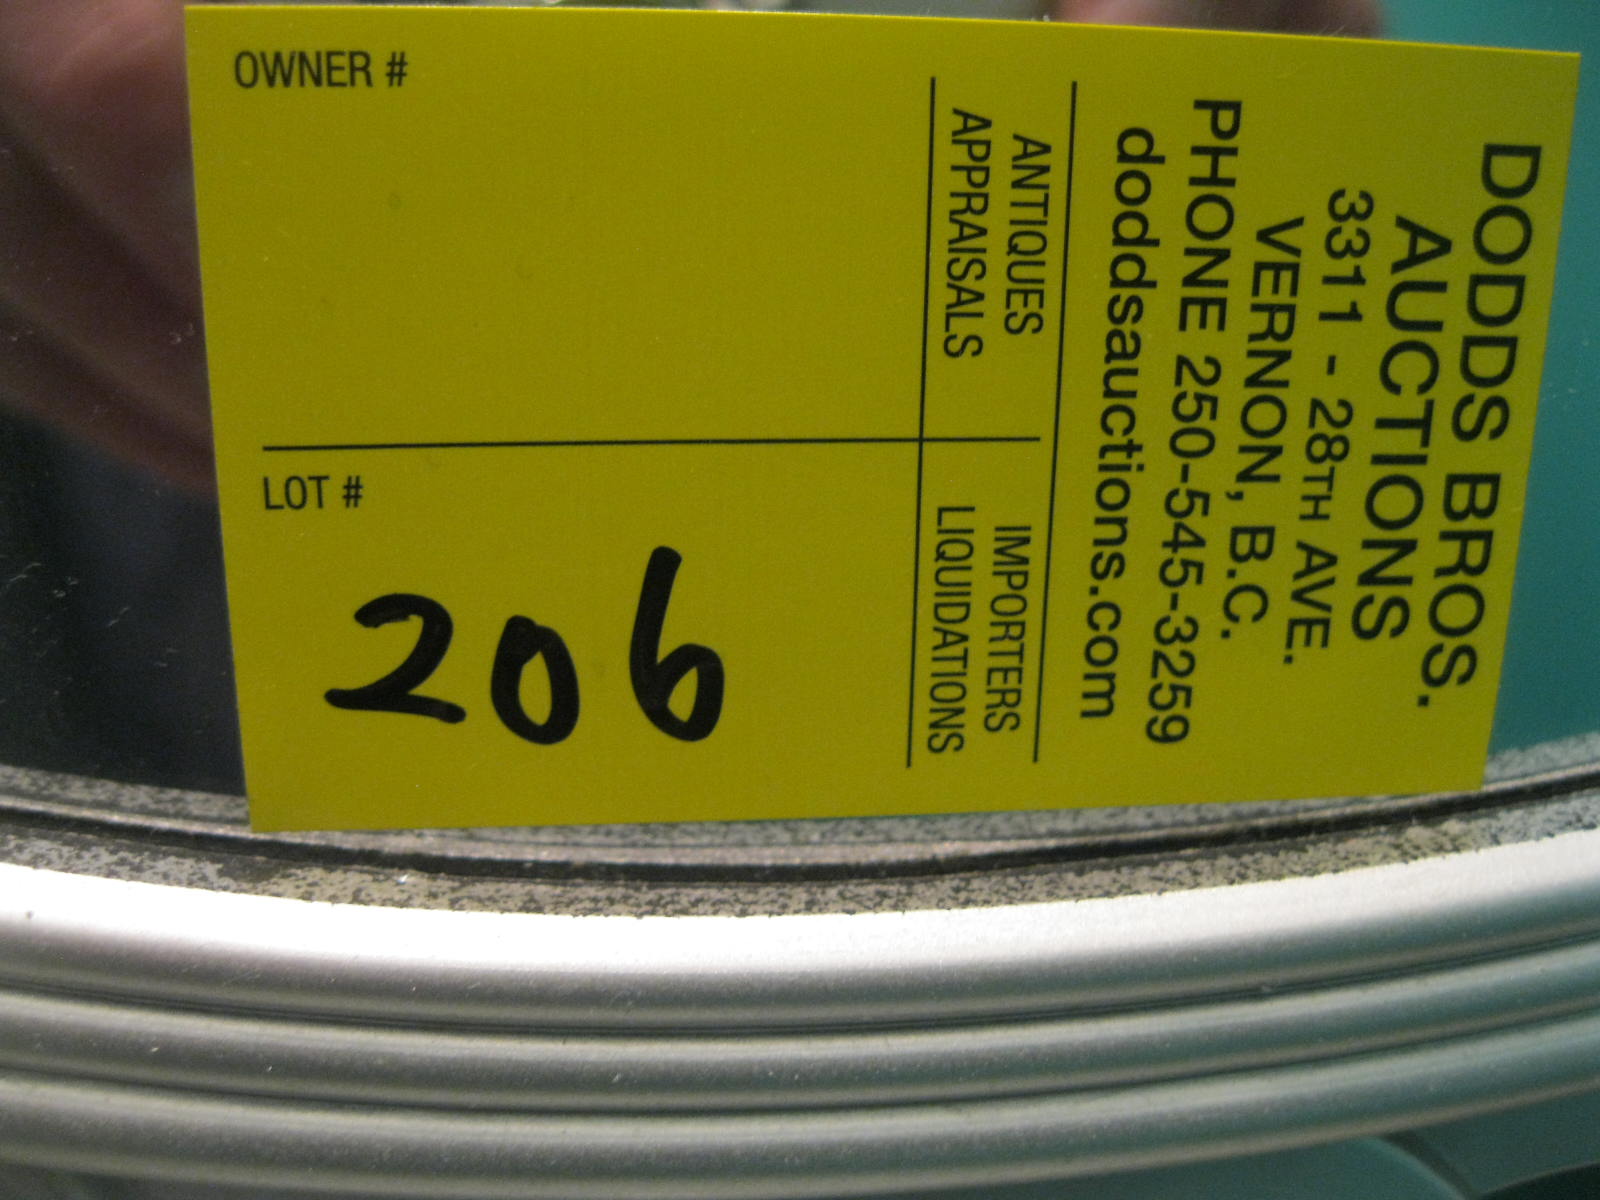 DODDS BROS.
AUCTIONS
3311 - 28TH AVE.
VERNON, B.C.
PHONE 250-545-3259
doddsauctions.com
ANTIQUES
APPRAISALS
IMPORTERS
LIQUIDATIONS
OWNER #
LOT #
206